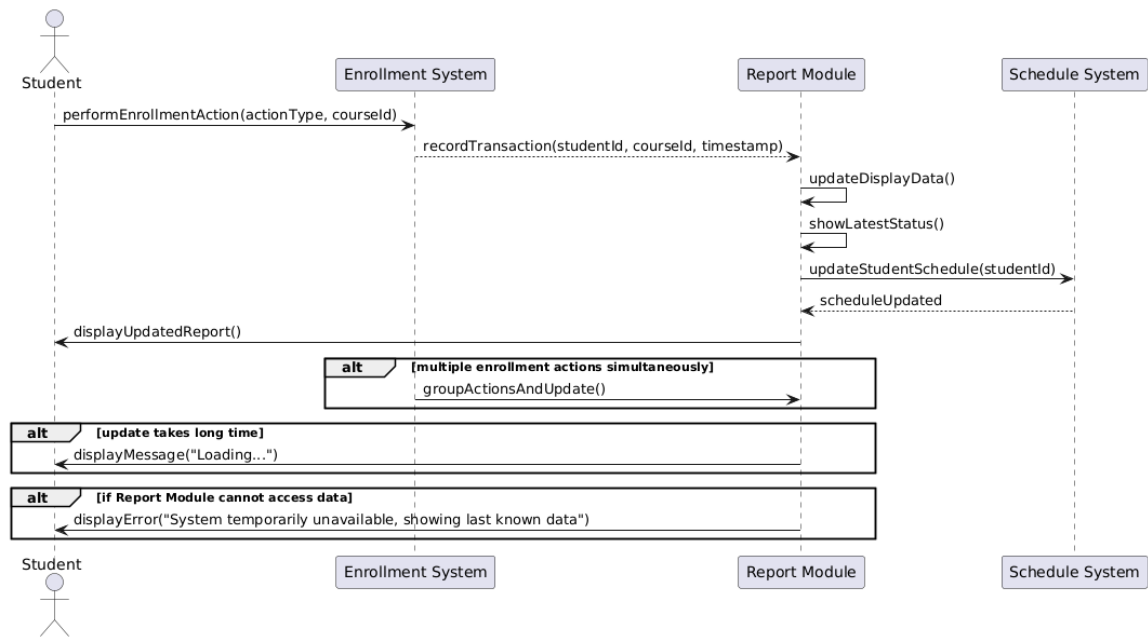 Student
Enrollment System
Report Module
Schedule System
performEnrollmentAction(actionType, courseId)
recordTransaction(studentId, courseId, timestamp)
updateDisplayData()
showLatestStatus()
updateStudentSchedule(studentId)
scheduleUpdated
displayUpdatedReport()
alt [multiple enrollment actions simultaneously]
groupActionsAndUpdate()
alt [update takes long time]
displayMessage("Loading...")
alt [if Report Module cannot access data]
displayError("System temporarily unavailable, showing last known data")
Student
Enrollment System
Report Module
Schedule System